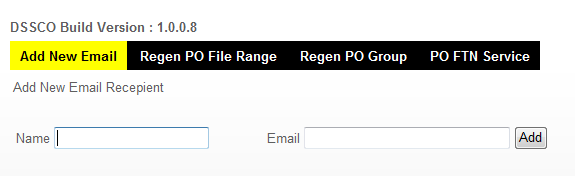 DSSCO Build Version : 1.0.0.8
Add New Email Regen PO File Range Regen PO Group PO FTN Service
Add New Email Recepient
Name Email Add